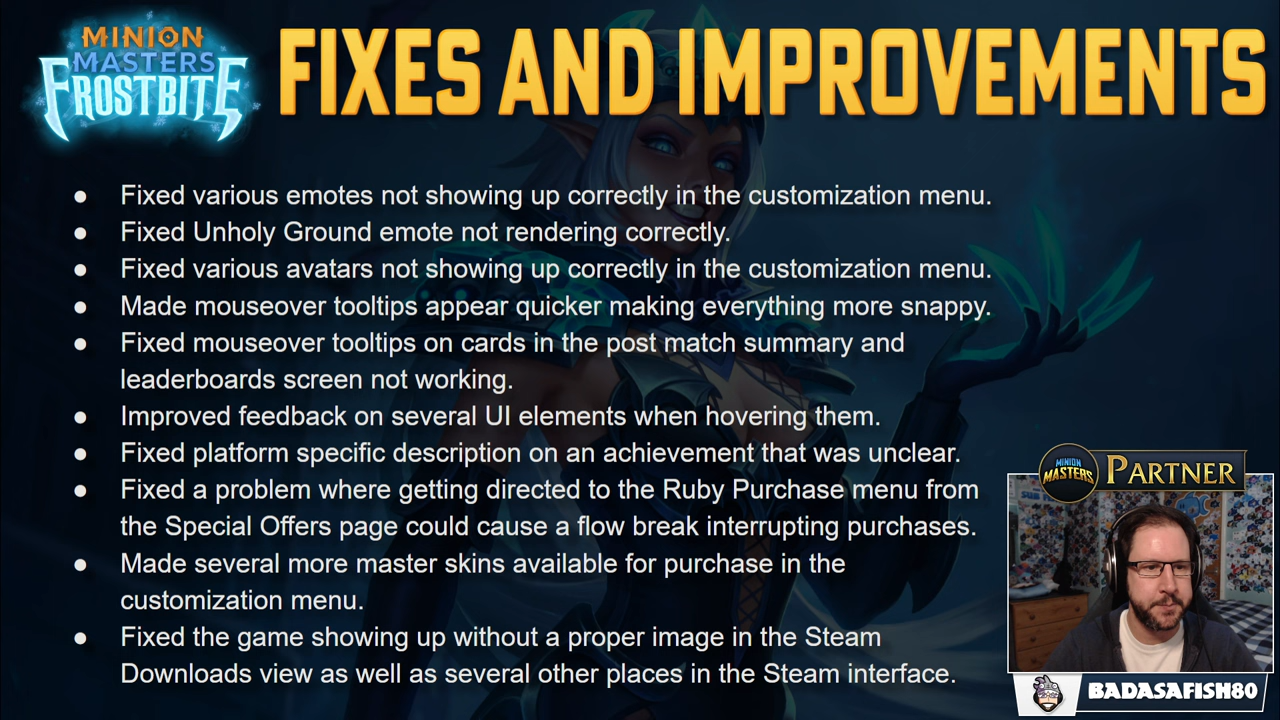 MINION
MASTERS
FROSTBITE
FIXES AND IMPROVEMENTS
● Fixed various emotes not showing up correctly in the customization menu.
● Fixed Unholy Ground emote not rendering correctly.
● Fixed various avatars not showing up correctly in the customization menu.
● Made mouseover tooltips appear quicker making everything more snappy.
● Fixed mouseover tooltips on cards in the post match summary and
leaderboards screen not working.
● Improved feedback on several UI elements when hovering them.
● Fixed platform specific description on an achievement that was unclear.
● Fixed a problem where getting directed to the Ruby Purchase menu from
the Special Offers page could cause a flow break interrupting purchases.
● Made several more master skins available for purchase in the
customization menu.
● Fixed the game showing up without a proper image in the Steam
Downloads view as well as several other places in the Steam interface.
MINION
MASTERS
PARTNER
BADASAFISH80